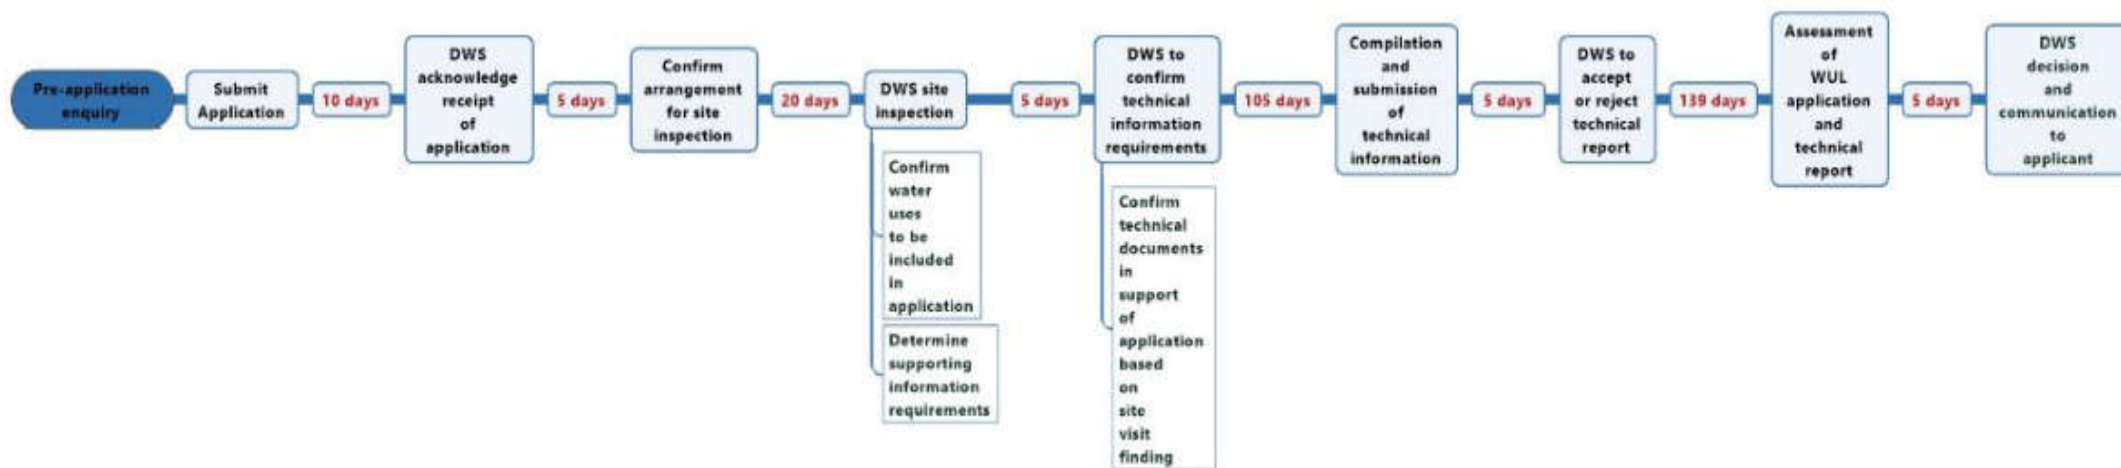 Pre-application
enquiry
Submit
Application
10 days
DWS
acknowledge
receipt
of
application
5 days
Confirm
arrangement
for site
inspection
20 days
DWS site
inspection
Confirm
water
uses
to be
included
in
application
Determine
supporting
information
requirements
5 days
DWS to
confirm
technical
information
requirements
Confirm
technical
documents
in
support
of
application
based
on
site
visit
finding
105 days
Compilation
and
submission
of
technical
information
5 days
DWS to
accept
or reject
technical
report
139 days
Assessment
of
WUL
application
and
technical
report
5 days
DWS
decision
and
communication
to
applicant